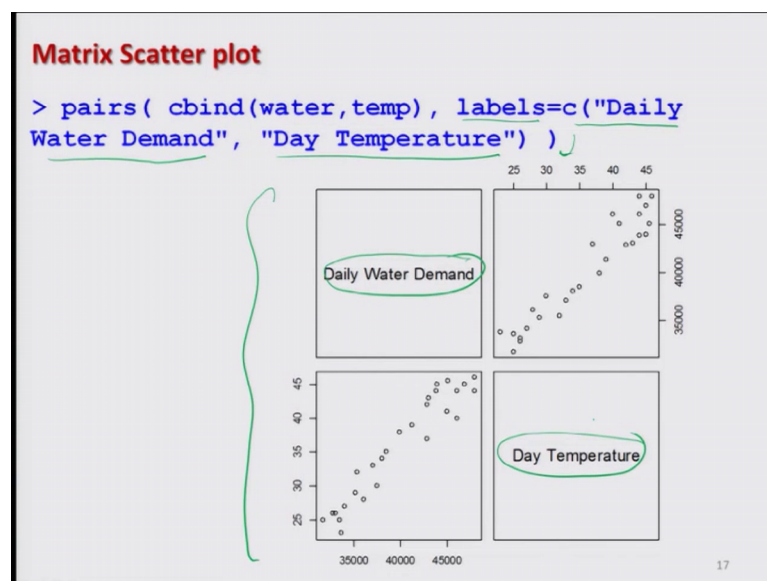 Matrix Scatter plot
> pairs( cbind(water,temp), labels=c("Daily
Water Demand", "Day Temperature") )
25 30 35 40 45
Daily Water Demand
45000
40000
35000
45
40
35
30
25
Day Temperature
35000 40000 45000
17